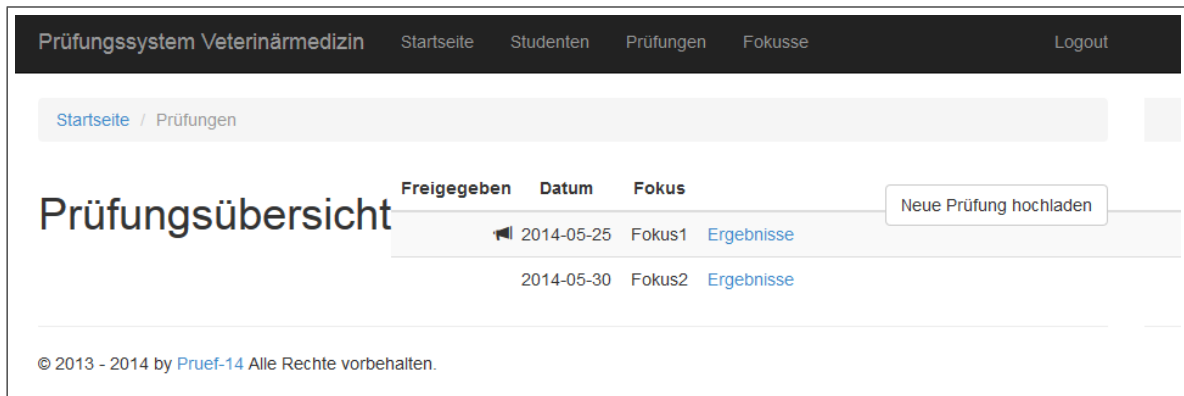 Prüfungssystem Veterinärmedizin Startseite Studenten Prüfungen Fokusse Logout
Startseite / Prüfungen
Prüfungsübersicht
Freigegeben Datum Fokus
Neue Prüfung hochladen
2014-05-25 Fokus1 Ergebnisse
2014-05-30 Fokus2 Ergebnisse
© 2013 - 2014 by Pruef-14 Alle Rechte vorbehalten.